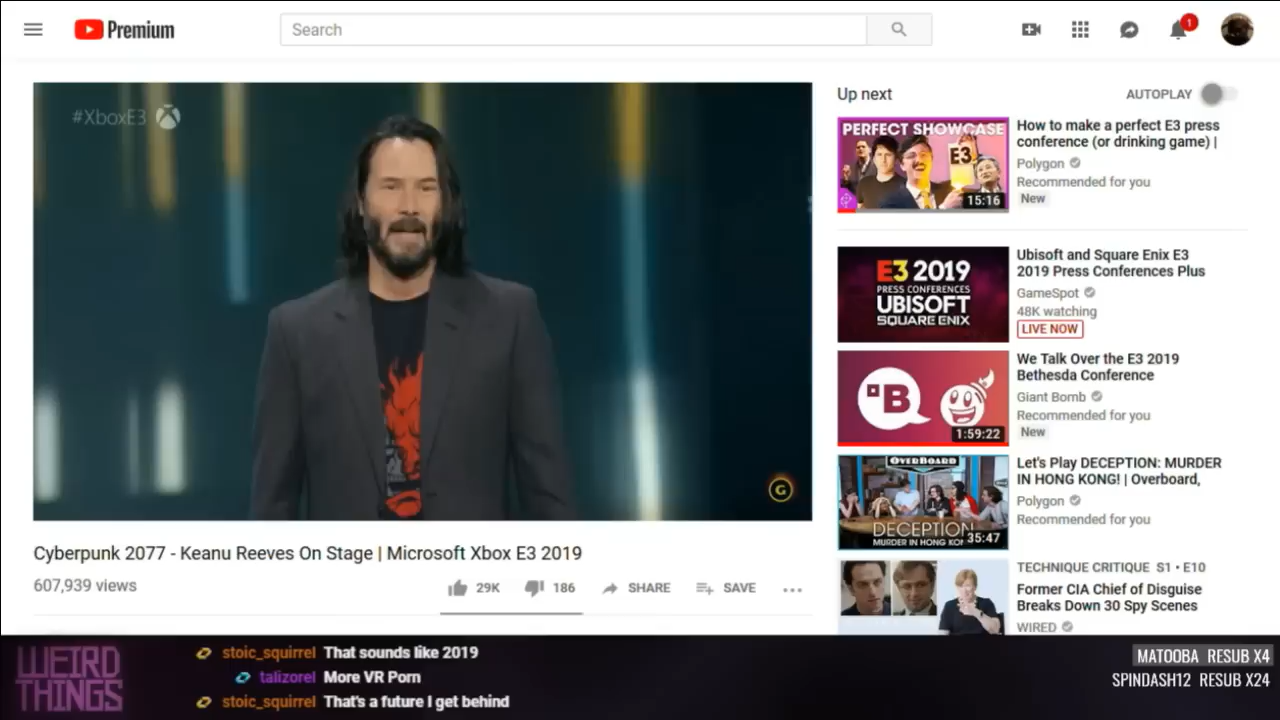 Premium
Search
1
#XboxE3
Cyberpunk 2077 - Keanu Reeves On Stage | Microsoft Xbox E3 2019
607,939 views
29K
186
SHARE
SAVE
Up next
AUTOPLAY
PERFECT SHOWCASE
E3
15:16
How to make a perfect E3 press
conference (or drinking game) |
Polygon
Recommended for you
New
E3 2019
PRESS CONFERENCES
UBISOFT
SQUARE ENIX
Ubisoft and Square Enix E3
2019 Press Conferences Plus
GameSpot
48K watching
LIVE NOW
B
1:59:22
We Talk Over the E3 2019
Bethesda Conference
Giant Bomb
Recommended for you
New
OVERBOARD
DECEPTION
MURDER IN HONG
35:47
Let's Play DECEPTION: MURDER
IN HONG KONG! | Overboard,
Polygon
Recommended for you
TECHNIQUE CRITIQUE S1 • E10
Former CIA Chief of Disguise
Breaks Down 30 Spy Scenes
WIRED
WEIRD
THINGS
stoic_squirrel That sounds like 2019
talizorel More VR Porn
stoic_squirrel That's a future I get behind
MATOOBA RESUB X4
SPINDASH12 RESUB X24